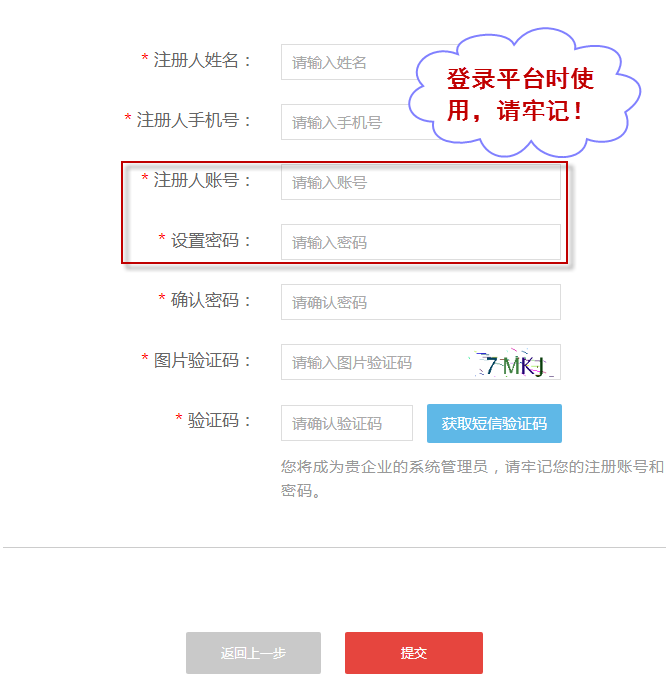 * 注册人姓名：
请输入姓名
登录平台时使
用，请牢记！
* 注册人手机号：
请输入手机号
* 注册人账号：
请输入账号
* 设置密码：
请输入密码
* 确认密码：
请确认密码
* 图片验证码：
请输入图片验证码
7MKJ
* 验证码：
请确认验证码
获取短信验证码
您将成为贵企业的系统管理员，请牢记您的注册账号和
密码。
返回上一步
提交